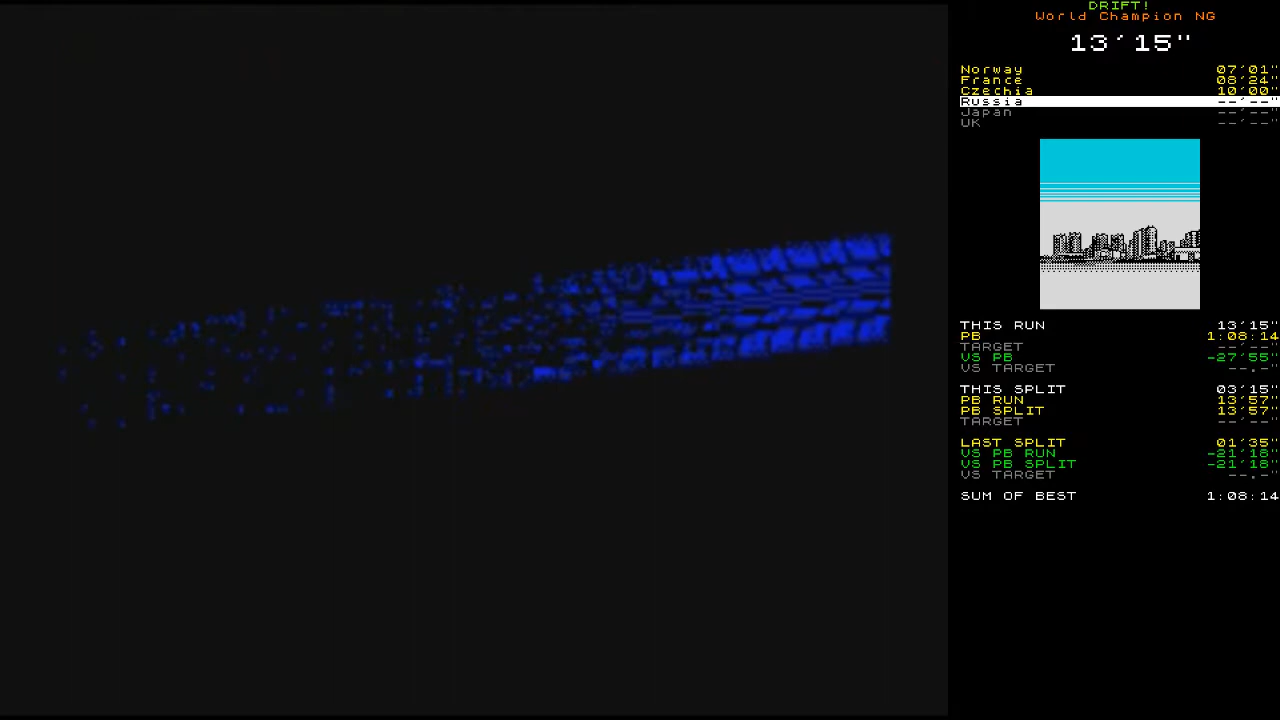 DRIFT!
World Champion NG
13'15"
Norway 07'01"
France 08'24"
Czechia 10'00"
Russia --'--"
Japan --'--"
UK --'--"
THIS RUN 13'15"
PB 1:08:14
TARGET --'--"
VS PB -27'55"
VS TARGET --.-"
THIS SPLIT 03'15"
PB RUN 13'57"
PB SPLIT 13'57"
TARGET --'--"
LAST SPLIT 01'35"
VS PB RUN -21'18"
VS PB SPLIT -21'18"
VS TARGET --.-"
SUM OF BEST 1:08:14